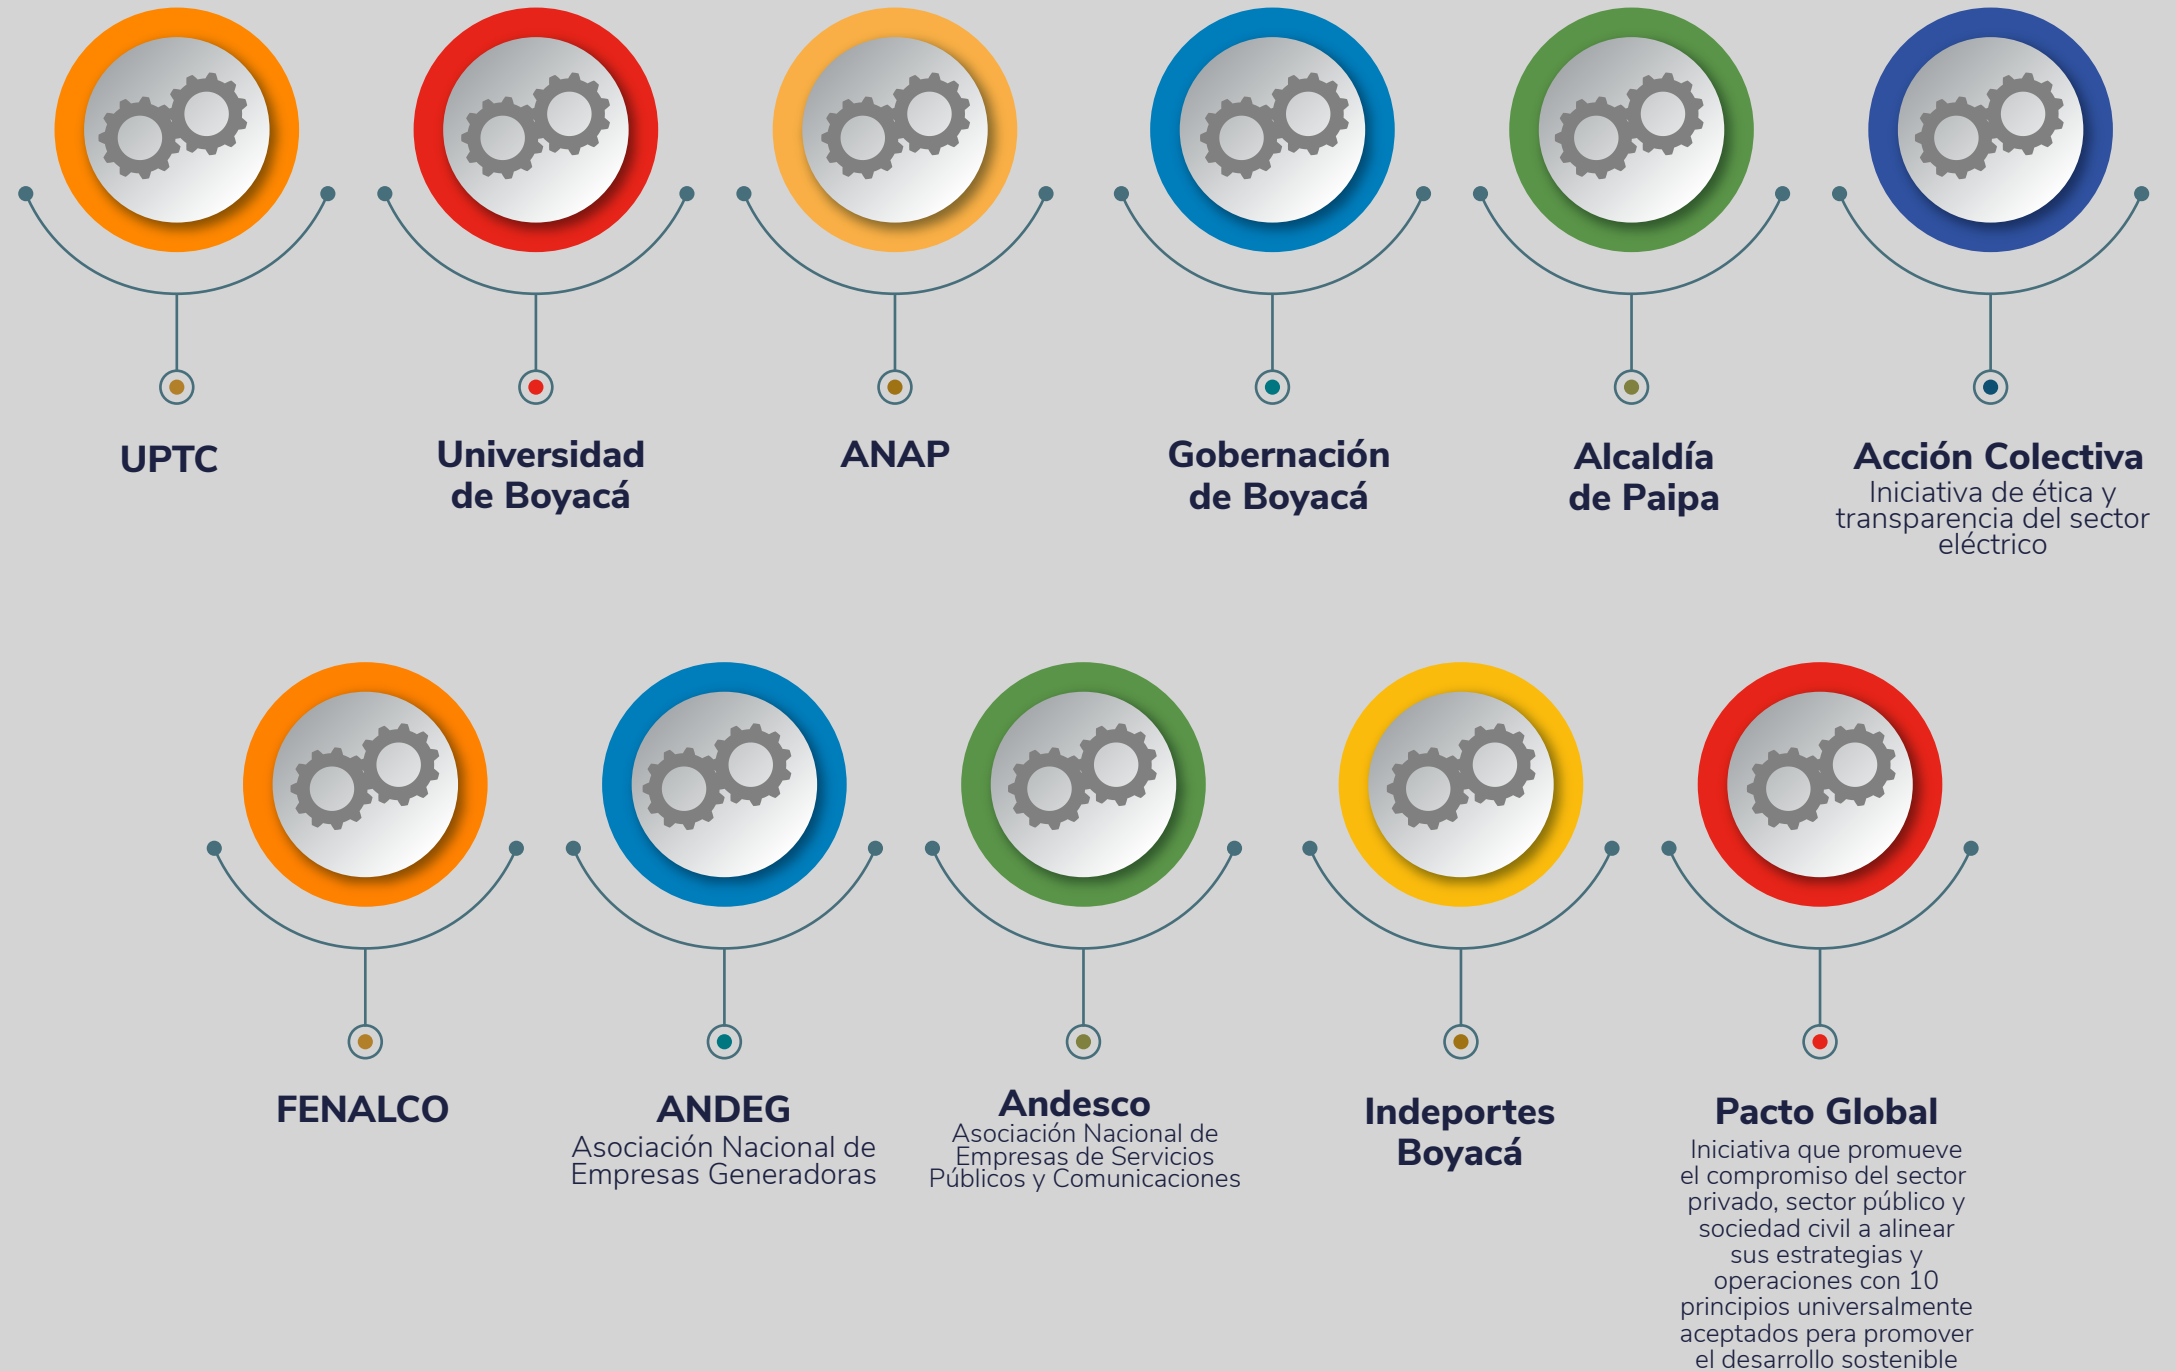 UPTC
Universidad
de Boyacá
ANAP
Gobernación
de Boyacá
Alcaldía
de Paipa
Acción Colectiva
Iniciativa de ética y
transparencia del sector
eléctrico
FENALCO
ANDEG
Asociación Nacional de
Empresas Generadoras
Andesco
Asociación Nacional de
Empresas de Servicios
Públicos y Comunicaciones
Indeportes
Boyacá
Pacto Global
Iniciativa que promueve
el compromiso del sector
privado, sector público y
sociedad civil a alinear
sus estrategias y
operaciones con 10
principios universalmente
aceptados pera promover
el desarrollo sostenible